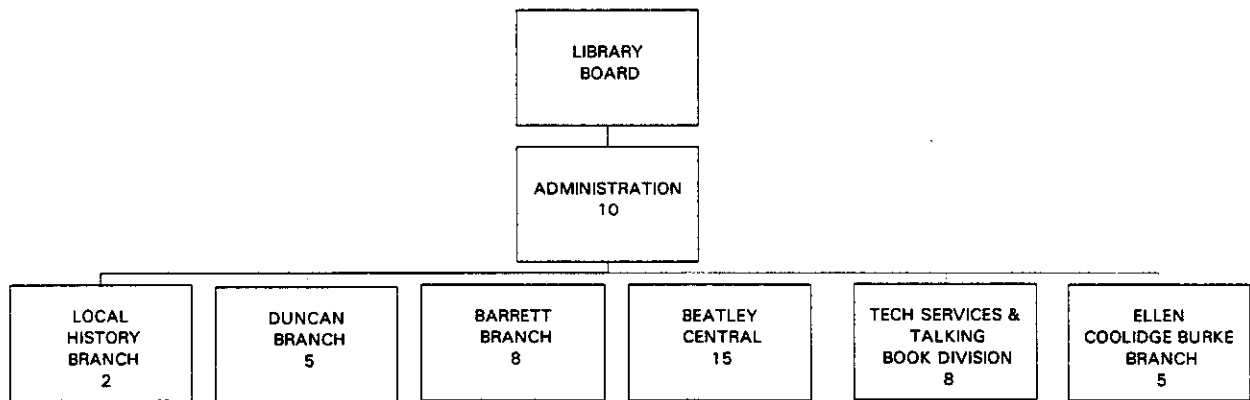 LIBRARY
BOARD
ADMINISTRATION
10
LOCAL
HISTORY
BRANCH
2
DUNCAN
BRANCH
5
BARRETT
BRANCH
8
BEATLEY
CENTRAL
15
TECH SERVICES &
TALKING
BOOK DIVISION
8
ELLEN
COOLIDGE BURKE
BRANCH
5